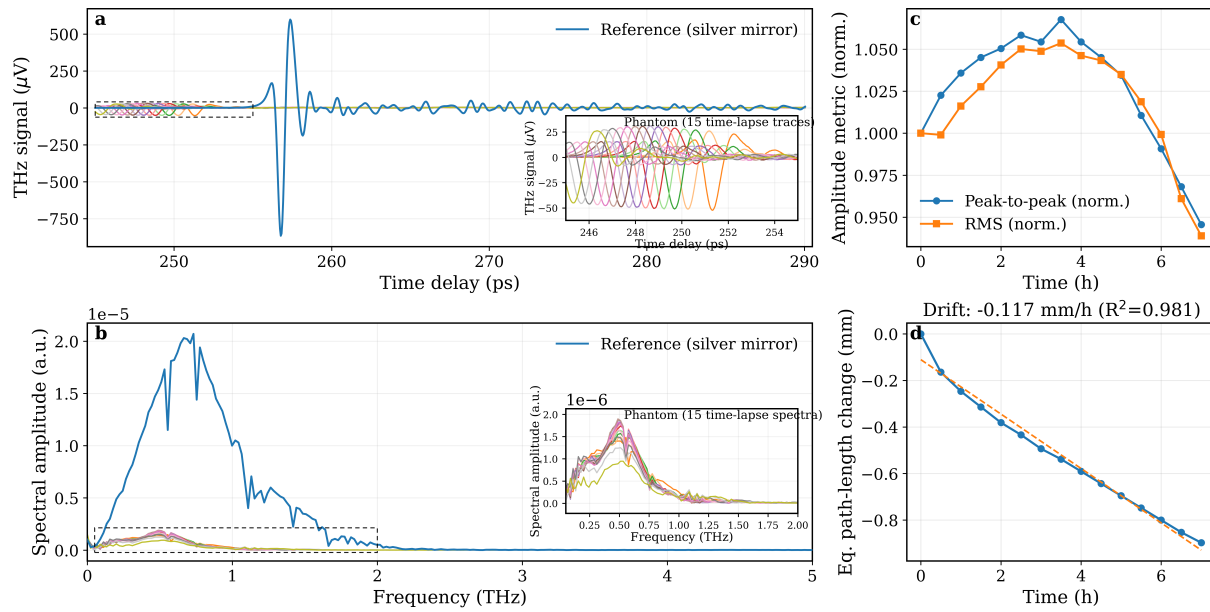 a
Reference (silver mirror)
THz signal (μV)
500
250
0
−250
−500
−750
250
260
270
280
290
Time delay (ps)
Phantom (15 time-lapse traces)
THz signal (μV)
25
0
−25
−50
246
248
250
252
254
Time delay (ps)
c
Amplitude metric (norm.)
1.050
1.025
1.000
0.975
0.950
Peak-to-peak (norm.)
RMS (norm.)
0
2
4
6
Time (h)
1e−5
b
Reference (silver mirror)
Spectral amplitude (a.u.)
2.0
1.5
1.0
0.5
0.0
0
1
2
3
4
5
Frequency (THz)
1e−6
Phantom (15 time-lapse spectra)
Spectral amplitude (a.u.)
2.0
1.5
1.0
0.5
0.0
0.25
0.50
0.75
1.00
1.25
1.50
1.75
2.00
Frequency (THz)
Drift: -0.117 mm/h (R²=0.981)
d
Eq. path-length change (mm)
0.0
−0.2
−0.4
−0.6
−0.8
0
2
4
6
Time (h)